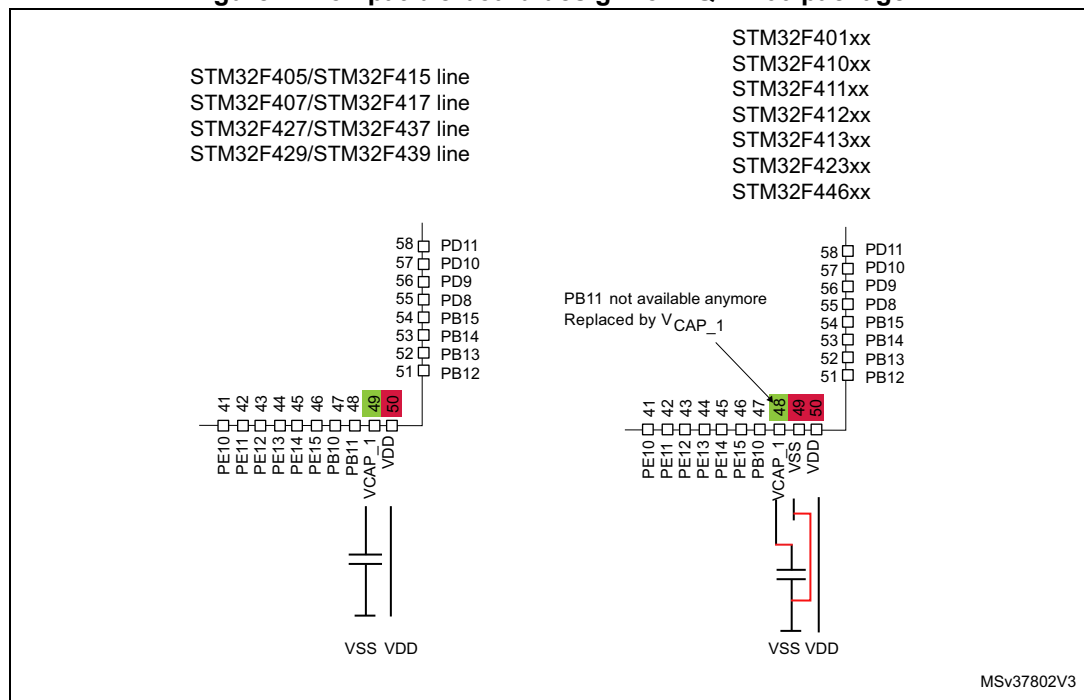 STM32F405/STM32F415 line
STM32F407/STM32F417 line
STM32F427/STM32F437 line
STM32F429/STM32F439 line
58 PD11
57 PD10
56 PD9
55 PD8
54 PB15
53 PB14
52 PB13
51 PB12
41 42 43 44 45 46 47 48 49 50
PE10 PE11 PE12 PE13 PE14 PE15 PB10 PB11 VCAP_1 VDD
VSS VDD
STM32F401xx
STM32F410xx
STM32F411xx
STM32F412xx
STM32F413xx
STM32F423xx
STM32F446xx
PB11 not available anymore
Replaced by VCAP_1
58 PD11
57 PD10
56 PD9
55 PD8
54 PB15
53 PB14
52 PB13
51 PB12
41 42 43 44 45 46 47 48 49 50
PE10 PE11 PE12 PE13 PE14 PE15 PB10 VCAP_1 VSS VDD
VSS VDD
MSv37802V3